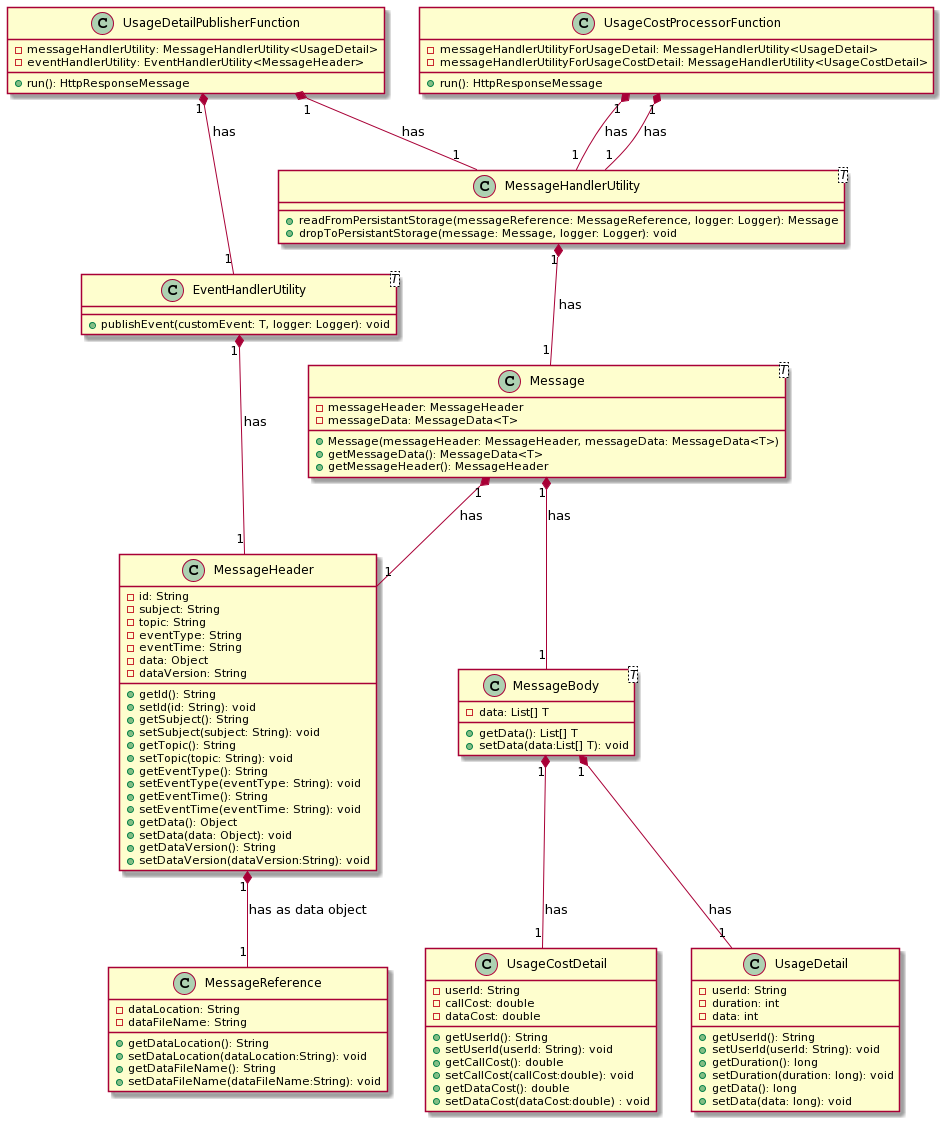 C UsageDetailPublisherFunction
messageHandlerUtility: MessageHandlerUtility<UsageDetail>
eventHandlerUtility: EventHandlerUtility<MessageHeader>
run(): HttpResponseMessage
C UsageCostProcessorFunction
messageHandlerUtilityForUsageDetail: MessageHandlerUtility<UsageDetail>
messageHandlerUtilityForUsageCostDetail: MessageHandlerUtility<UsageCostDetail>
run(): HttpResponseMessage
1
1
1
1
has
has
has
has
1
1
1
C MessageHandlerUtility
T
readFromPersistantStorage(messageReference: MessageReference, logger: Logger): Message
dropToPersistantStorage(message: Message, logger: Logger): void
1
1
C EventHandlerUtility
T
publishEvent(customEvent: T, logger: Logger): void
has
1
1
C Message
T
messageHeader: MessageHeader
messageData: MessageData<T>
Message(messageHeader: MessageHeader, messageData: MessageData<T>)
getMessageData(): MessageData<T>
getMessageHeader(): MessageHeader
has
1
1
has
has
1
1
C MessageHeader
id: String
subject: String
topic: String
eventType: String
eventTime: String
data: Object
dataVersion: String
getId(): String
setId(id: String): void
getSubject(): String
setSubject(subject: String): void
getTopic(): String
setTopic(topic: String): void
getEventType(): String
setEventType(eventType: String): void
getEventTime(): String
setEventTime(eventTime: String): void
getData(): Object
setData(data: Object): void
getDataVersion(): String
setDataVersion(dataVersion:String): void
1
C MessageBody
T
data: List[] T
getData(): List[] T
setData(data:List[] T): void
1
1
1
has as data object
has
has
1
1
1
C MessageReference
dataLocation: String
dataFileName: String
getDataLocation(): String
setDataLocation(dataLocation:String): void
getDataFileName(): String
setDataFileName(dataFileName:String): void
C UsageCostDetail
userId: String
callCost: double
dataCost: double
getUserId(): String
setUserId(userId: String): void
getCallCost(): double
setCallCost(callCost:double): void
getDataCost(): double
setDataCost(dataCost:double) : void
C UsageDetail
userId: String
duration: int
data: int
getUserId(): String
setUserId(userId: String): void
getDuration(): long
setDuration(duration: long): void
getData(): long
setData(data: long): void